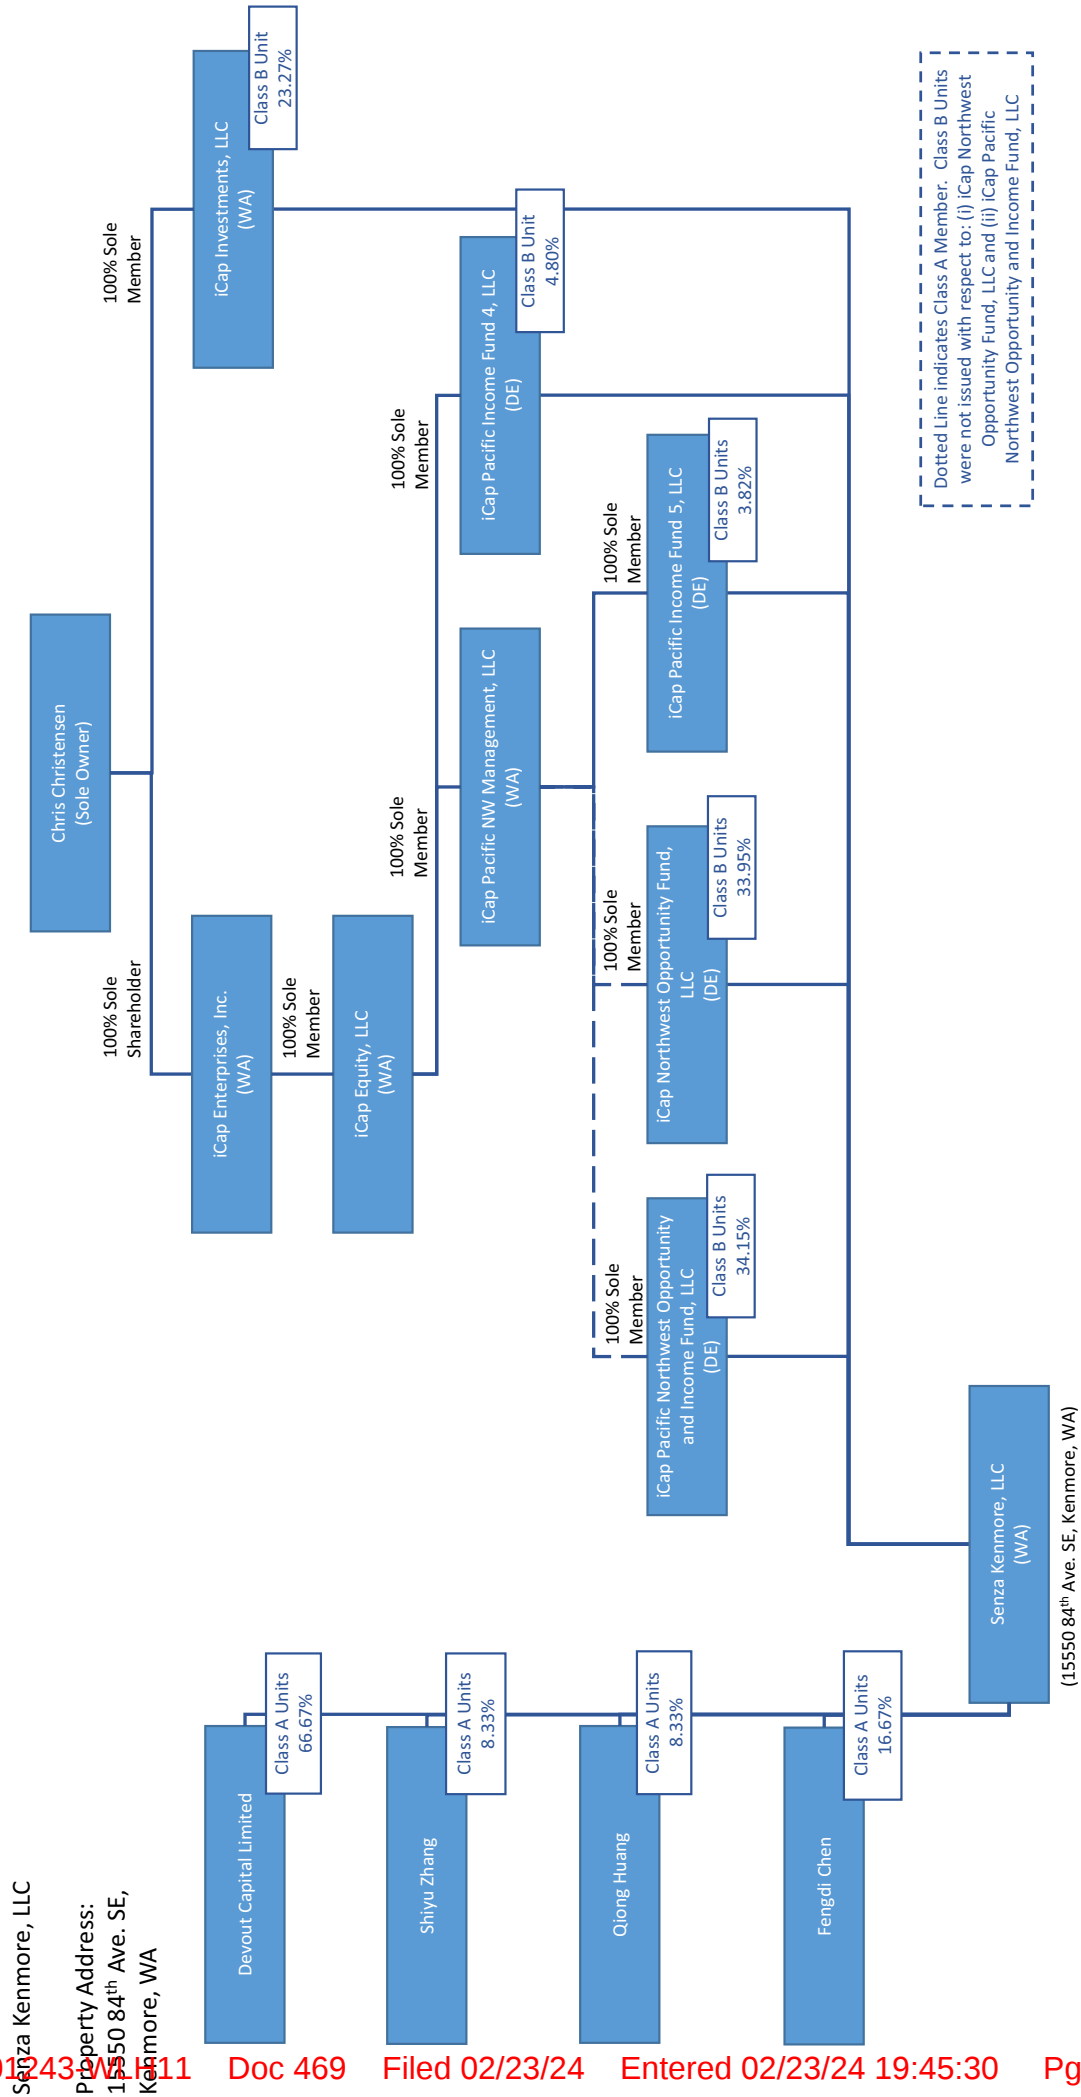 Senza Kenmore, LLC
Property Address:
15550 84th Ave. SE,
Kenmore, WA
Chris Christensen
(Sole Owner)
100% Sole
Shareholder
100% Sole
Member
iCap Enterprises, Inc.
(WA)
iCap Investments, LLC
(WA)
Class B Unit
23.27%
100% Sole
Member
iCap Equity, LLC
(WA)
100% Sole
Member
100% Sole
Member
iCap Pacific NW Management, LLC
(WA)
iCap Pacific Income Fund 4, LLC
(DE)
Class B Unit
4.80%
100% Sole
Member
100% Sole
Member
100% Sole
Member
iCap Pacific Northwest Opportunity
and Income Fund, LLC
(DE)
Class B Units
34.15%
iCap Northwest Opportunity Fund,
LLC
(DE)
Class B Units
33.95%
iCap Pacific Income Fund 5, LLC
(DE)
Class B Units
3.82%
Devout Capital Limited
Class A Units
66.67%
Shiyu Zhang
Class A Units
8.33%
Qiong Huang
Class A Units
8.33%
Fengdi Chen
Class A Units
16.67%
Senza Kenmore, LLC
(WA)
(15550 84th Ave. SE, Kenmore, WA)
Dotted Line indicates Class A Member. Class B Units
were not issued with respect to: (i) iCap Northwest
Opportunity Fund, LLC and (ii) iCap Pacific
Northwest Opportunity and Income Fund, LLC
01243-WLH11 Doc 469 Filed 02/23/24 Entered 02/23/24 19:45:30 Pg